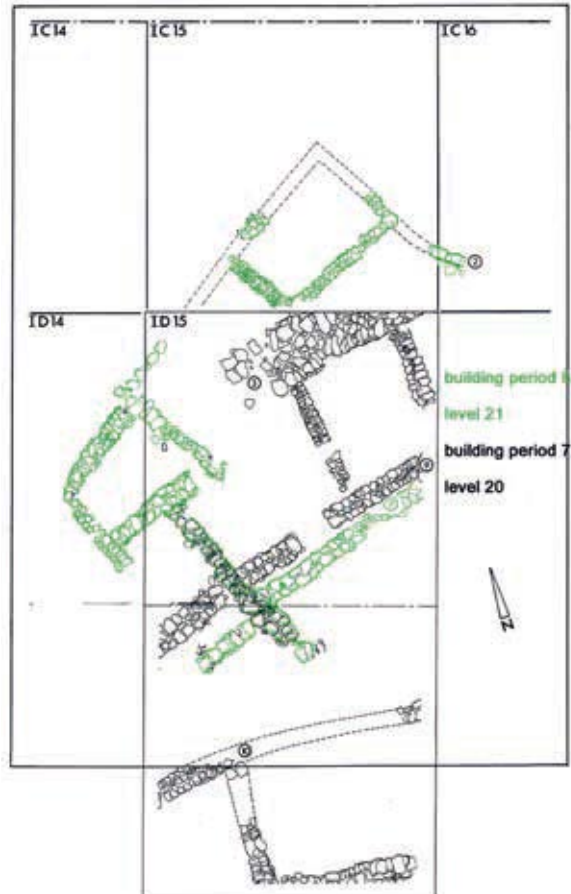 IC14 IC15 IC16
ID14 ID15
building period
level 21
building period 7
level 20
N